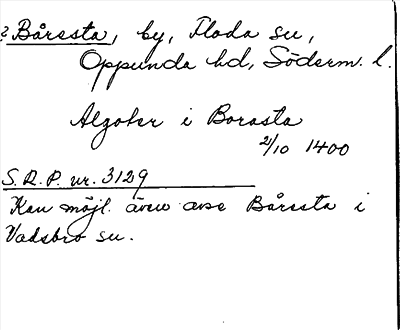 ? Båresta, by, Floda sn,
Oppunda hd, Söderm. l.
Algoter i Borasta
2/10 1400
S.R.P. nr. 3129
Kan möjl. även avse Båresta i
Vadsbro sn.